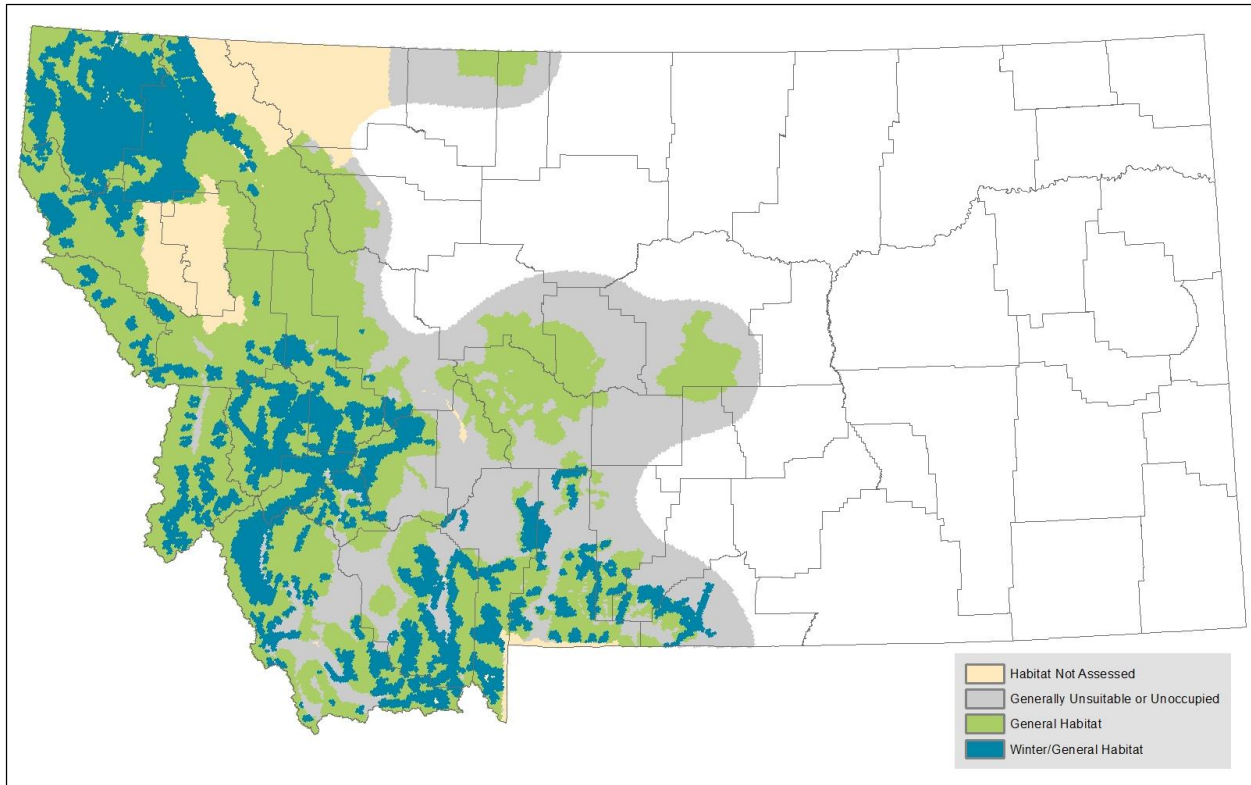 Habitat Not Assessed
Generally Unsuitable or Unoccupied
General Habitat
Winter/General Habitat